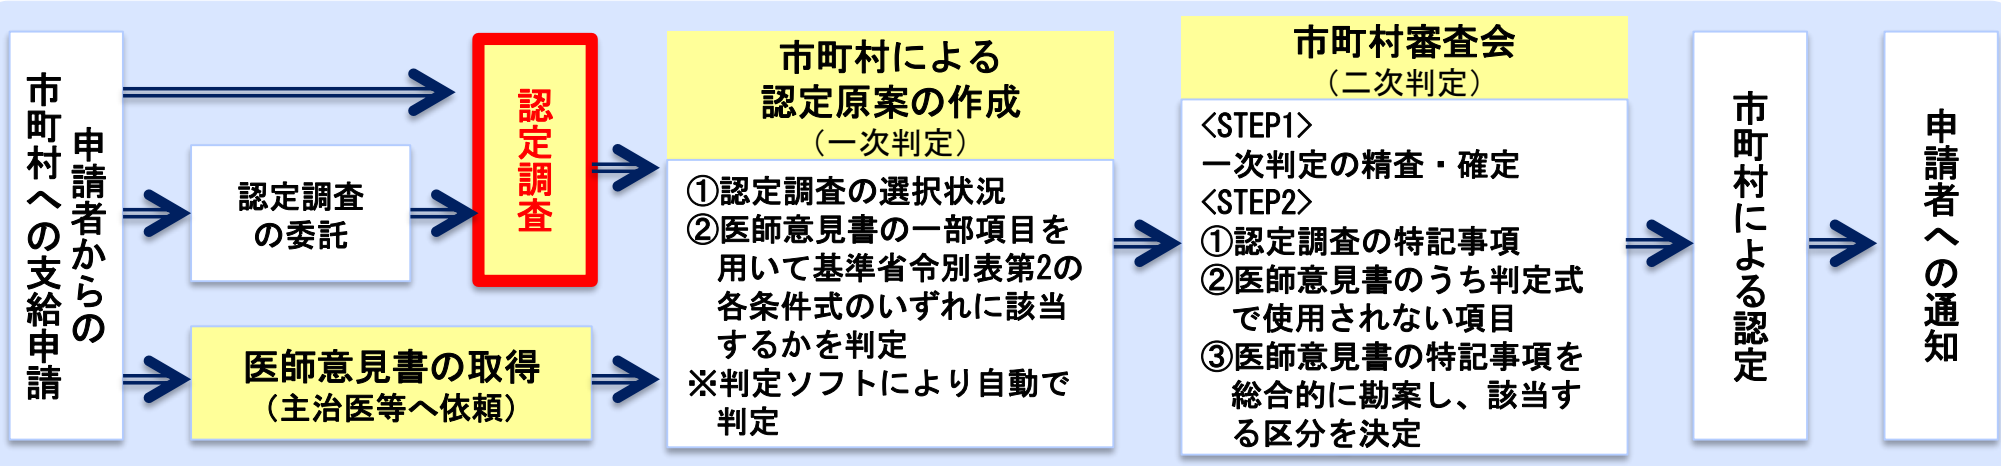 申請者からの
市町村への支給申請
認定調査
の委託
医師意見書の取得
（主治医等へ依頼）
認定調査
市町村による
認定原案の作成
（一次判定）
①認定調査の選択状況
②医師意見書の一部項目を
用いて基準省令別表第2の
各条件式のいずれに該当
するかを判定
※判定ソフトにより自動で
判定
市町村審査会
（二次判定）
<STEP1>
一次判定の精査・確定
<STEP2>
①認定調査の特記事項
②医師意見書のうち判定式
で使用されない項目
③医師意見書の特記事項を
総合的に勘案し、該当す
る区分を決定
市町村による認定
申請者への通知